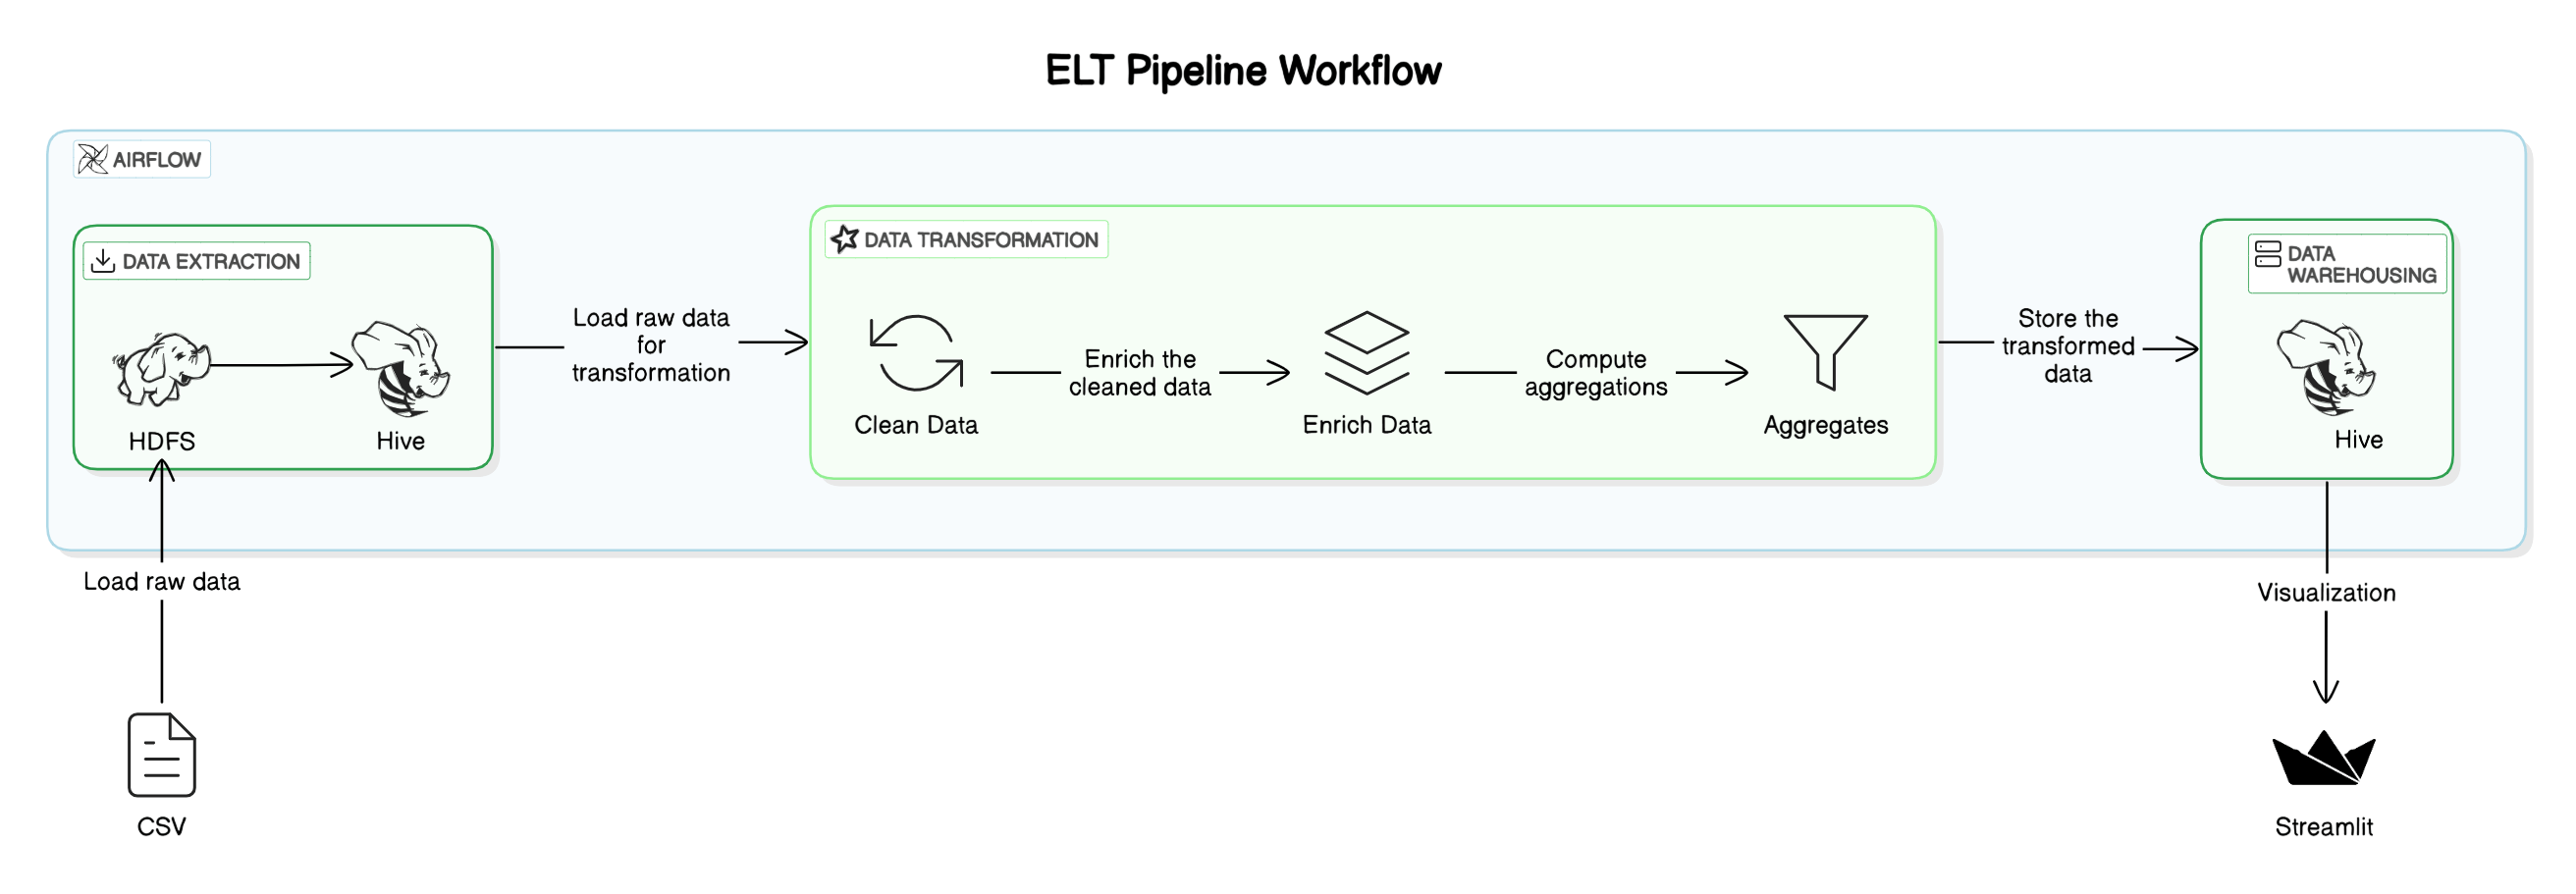 ELT Pipeline Workflow
AIRFLOW
DATA EXTRACTION
HDFS
Hive
Load raw data
for
transformation
DATA TRANSFORMATION
Clean Data
Enrich the
cleaned data
Enrich Data
Compute
aggregations
Aggregates
Store the
transformed
data
DATA
WAREHOUSING
Hive
Load raw data
CSV
Visualization
Streamlit